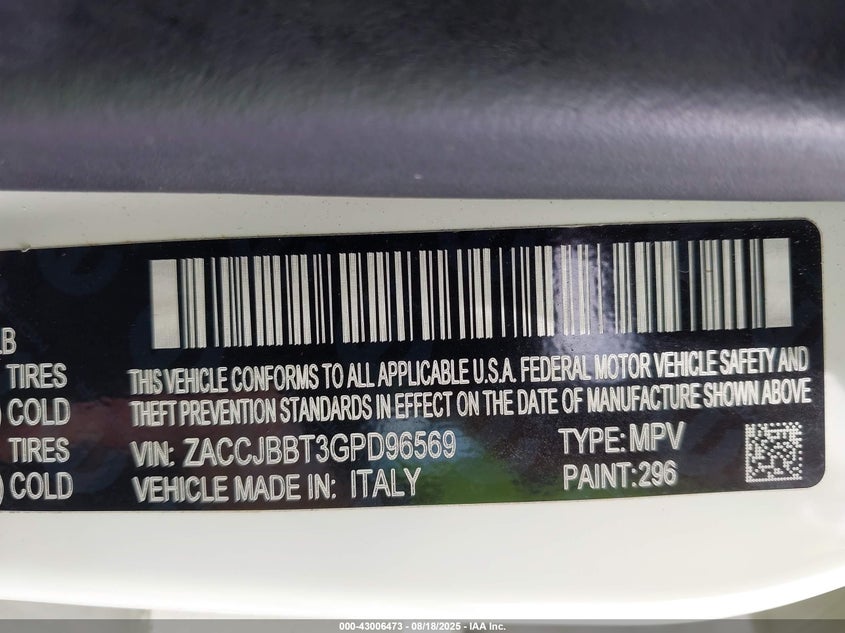 LB
TIRES
COLD
TIRES
) COLD
THIS VEHICLE CONFORMS TO ALL APPLICABLE U.S.A. FEDERAL MOTOR VEHICLE SAFETY AND
THEFT PREVENTION STANDARDS IN EFFECT ON THE DATE OF MANUFACTURE SHOWN ABOVE
VIN: ZACCJBBT3GPD96569 TYPE: MPV
VEHICLE MADE IN: ITALY PAINT:296
000-43006473 - 08/18/2025 - IAA Inc.